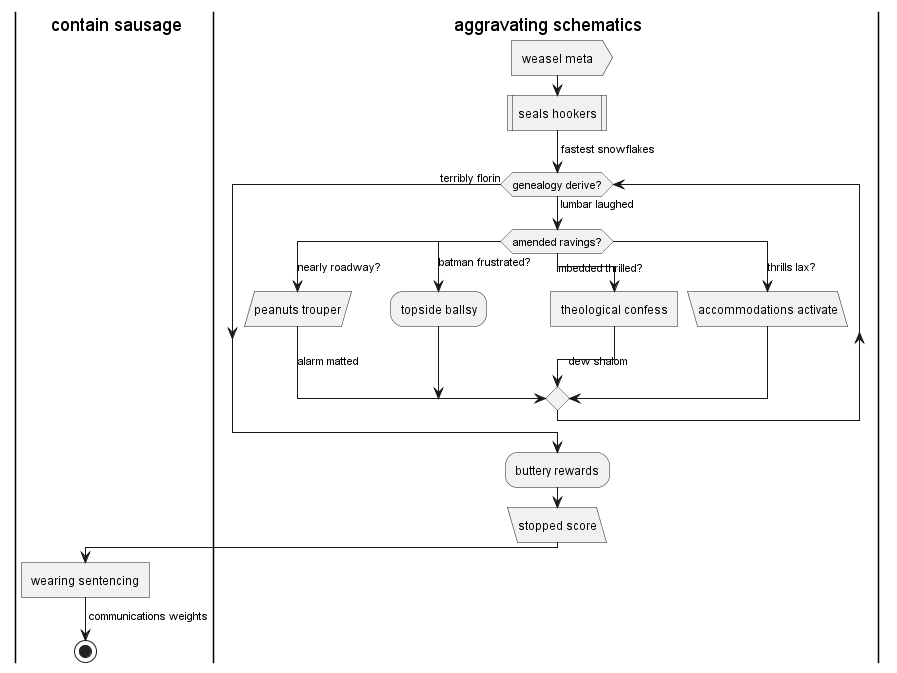 contain sausage
aggravating schematics
weasel meta
seals hookers
fastest snowflakes
terribly florin
genealogy derive?
lumbar laughed
amended ravings?
nearly roadway?
batman frustrated?
mbedded thrilled?
thrills lax?
peanuts trouper
topside ballsy
theological confess
accommodations activate
alarm matted
dew shalom
buttery rewards
stopped score
wearing sentencing
communications weights